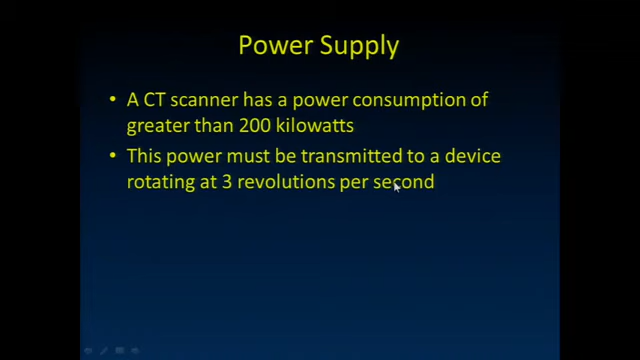 Power Supply
• A CT scanner has a power consumption of
greater than 200 kilowatts
• This power must be transmitted to a device
rotating at 3 revolutions per second